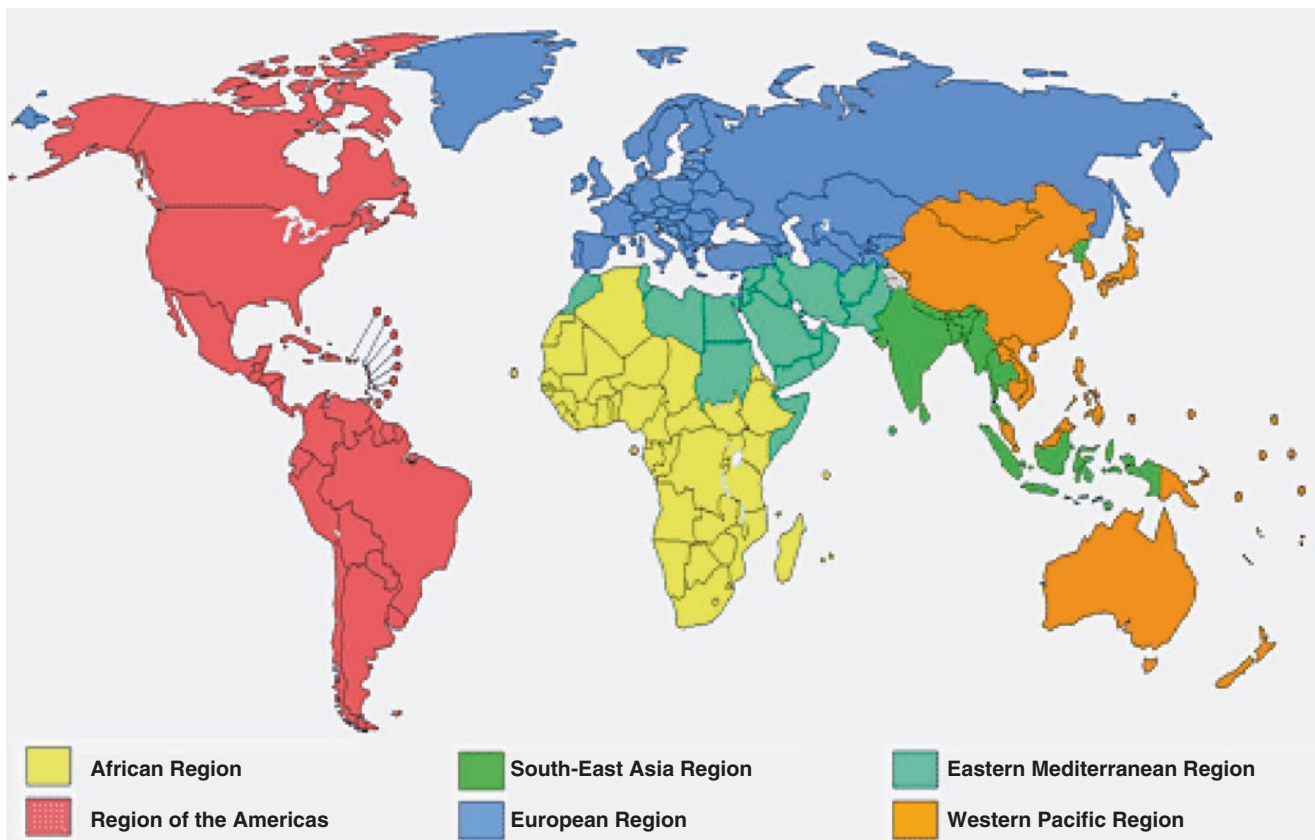 African Region
South-East Asia Region
Eastern Mediterranean Region
Region of the Americas
European Region
Western Pacific Region